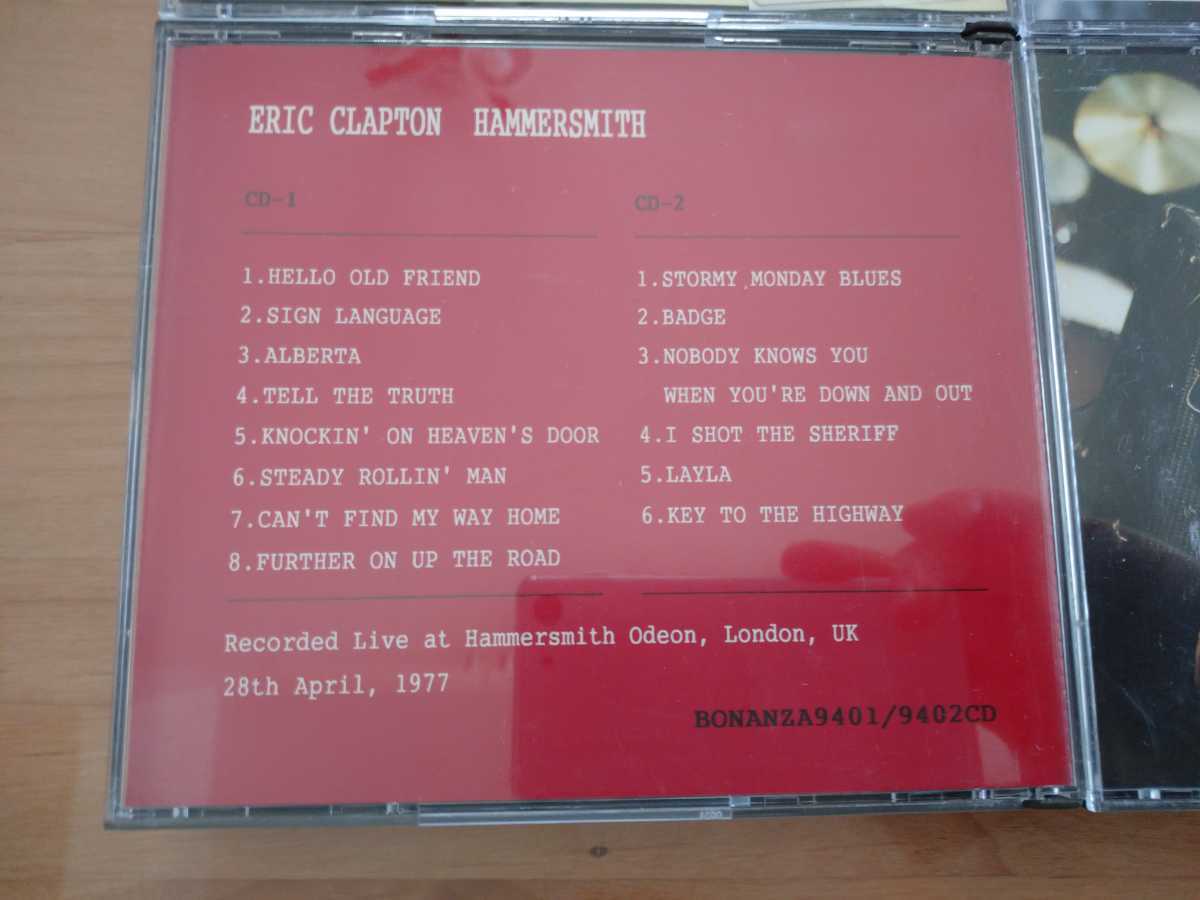 ERIC CLAPTON HAMMERSMITH
CD-1
1.HELLO OLD FRIEND
2.SIGN LANGUAGE
3.ALBERTA
4.TELL THE TRUTH
5.KNOCKIN' ON HEAVEN'S DOOR
6.STEADY ROLLIN' MAN
7.CAN'T FIND MY WAY HOME
8.FURTHER ON UP THE ROAD
CD-2
1.STORMY MONDAY BLUES
2.BADGE
3.NOBODY KNOWS YOU
WHEN YOU'RE DOWN AND OUT
4.I SHOT THE SHERIFF
5.LAYLA
6.KEY TO THE HIGHWAY
Recorded Live at Hammersmith Odeon, London, UK
28th April, 1977
BONANZA9401/9402CD